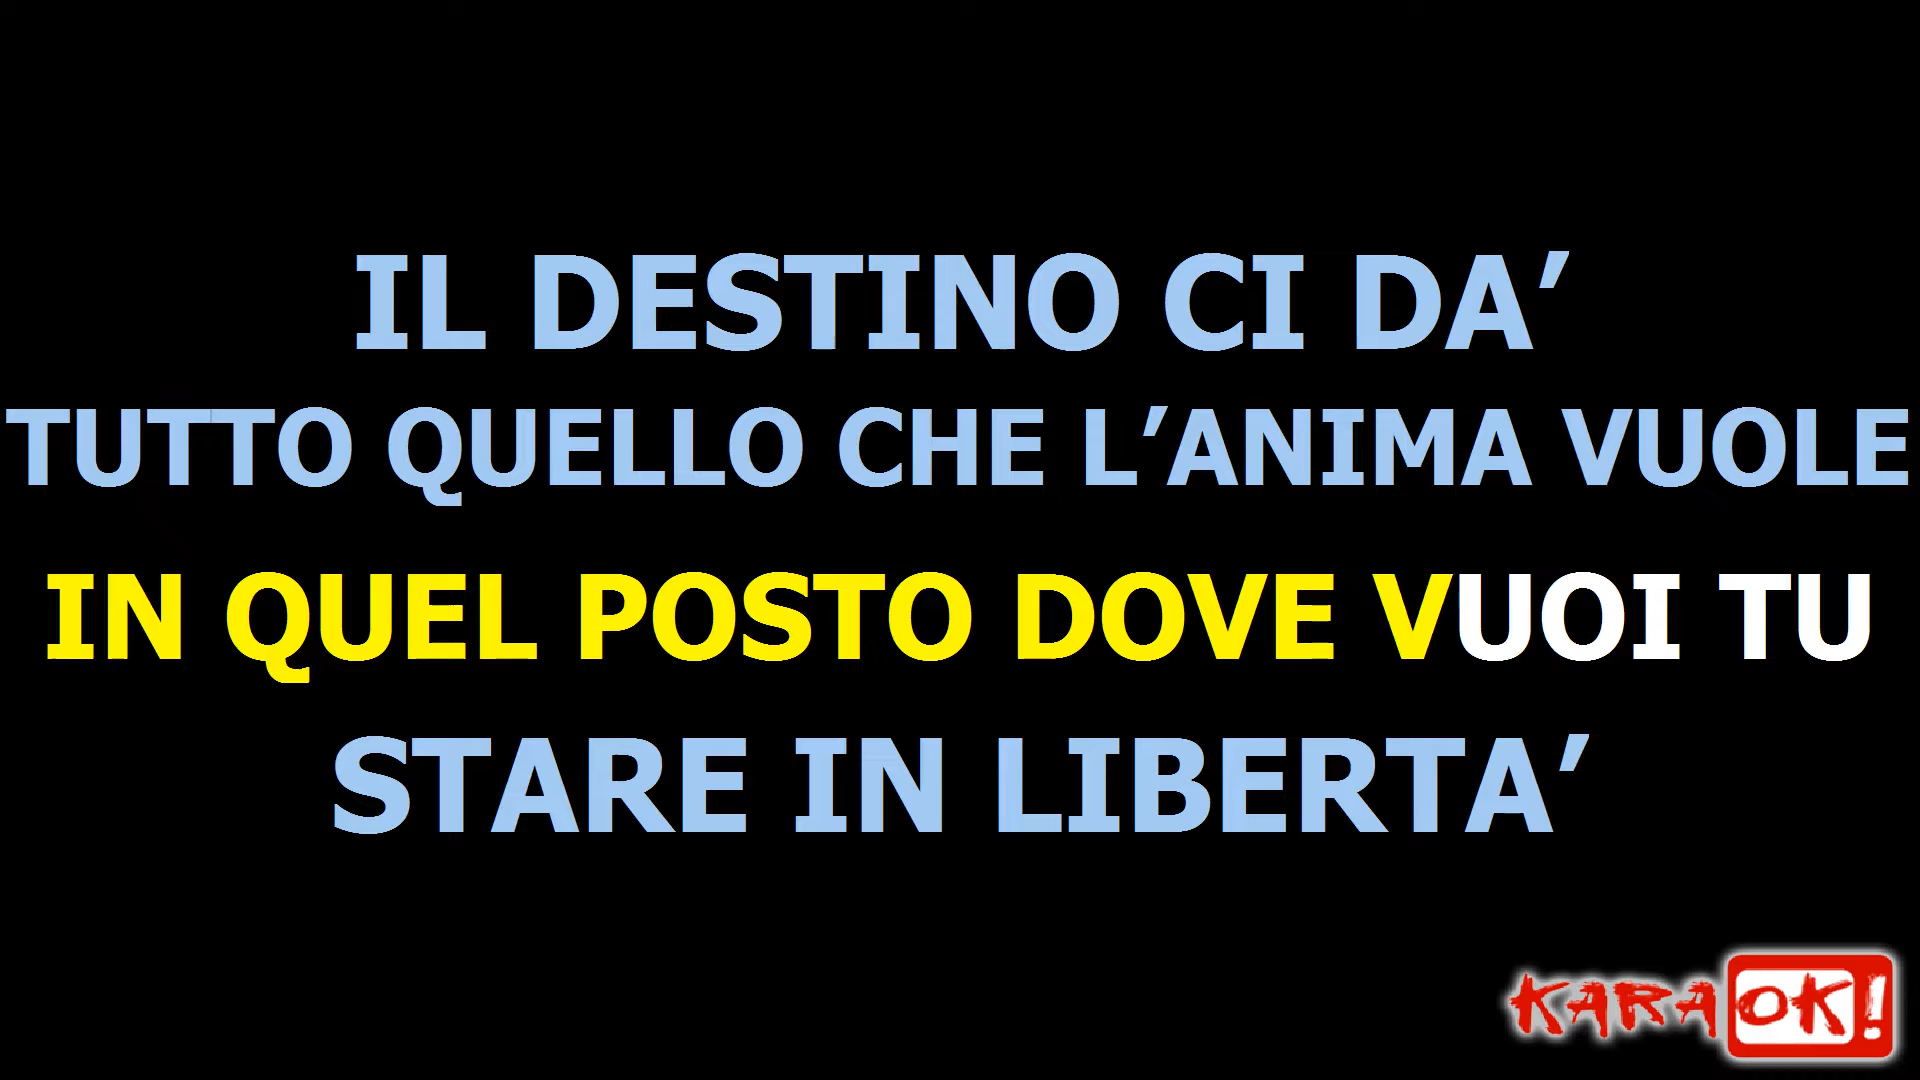 IL DESTINO CI DA’
TUTTO QUELLO CHE L’ANIMA VUOLE
IN QUEL POSTO DOVE VUOI TU
STARE IN LIBERTA’
KARAOK!